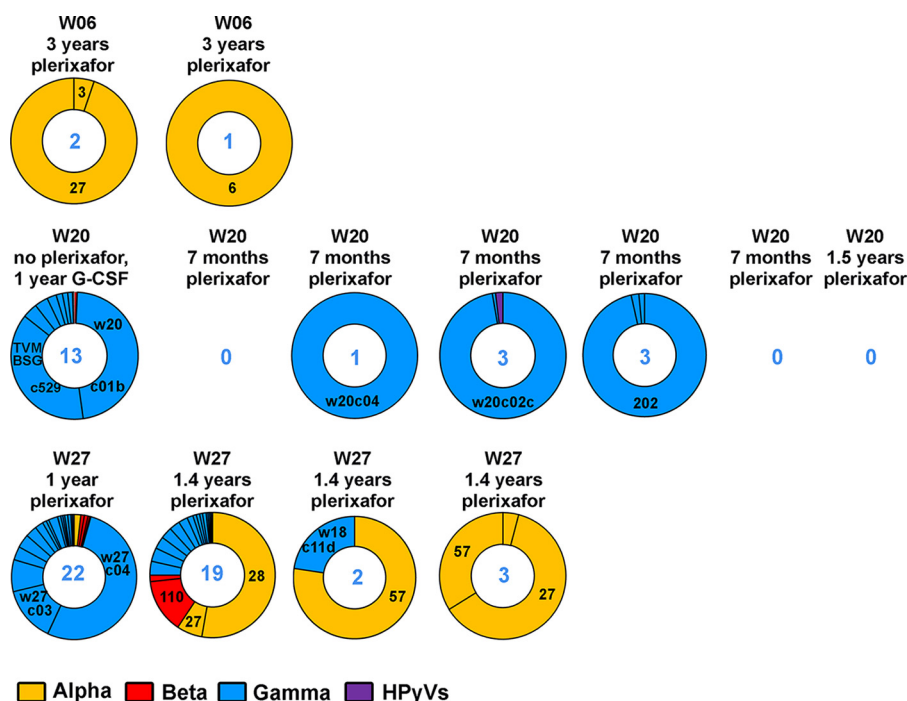 W06
3 years
plerixafor
W06
3 years
plerixafor
3
2
27
1
6
W20
no plerixafor,
1 year G-CSF
W20
7 months
plerixafor
W20
7 months
plerixafor
W20
7 months
plerixafor
W20
7 months
plerixafor
W20
7 months
plerixafor
W20
1.5 years
plerixafor
w20
TVM
BSG
13
c529
c01b
0
1
w20c04
3
w20c02c
3
202
0
0
W27
1 year
plerixafor
W27
1.4 years
plerixafor
W27
1.4 years
plerixafor
W27
1.4 years
plerixafor
w27
c04
22
w27
c03
28
19
110
27
w18
c11d
2
57
57
3
27
Alpha
Beta
Gamma
HPyVs